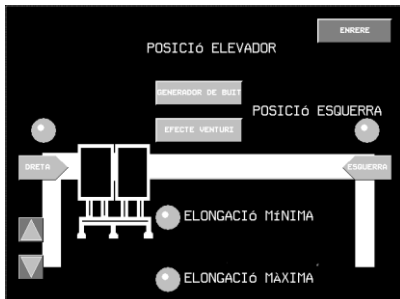 ENRERE
POSICIÓ ELEVADOR
GENERADOR DE BUIT
POSICIÓ ESQUERRA
EFECTE VENTURI
DRETA
ESQUERRA
ELONGACIÓ MÍNIMA
ELONGACIÓ MÀXIMA